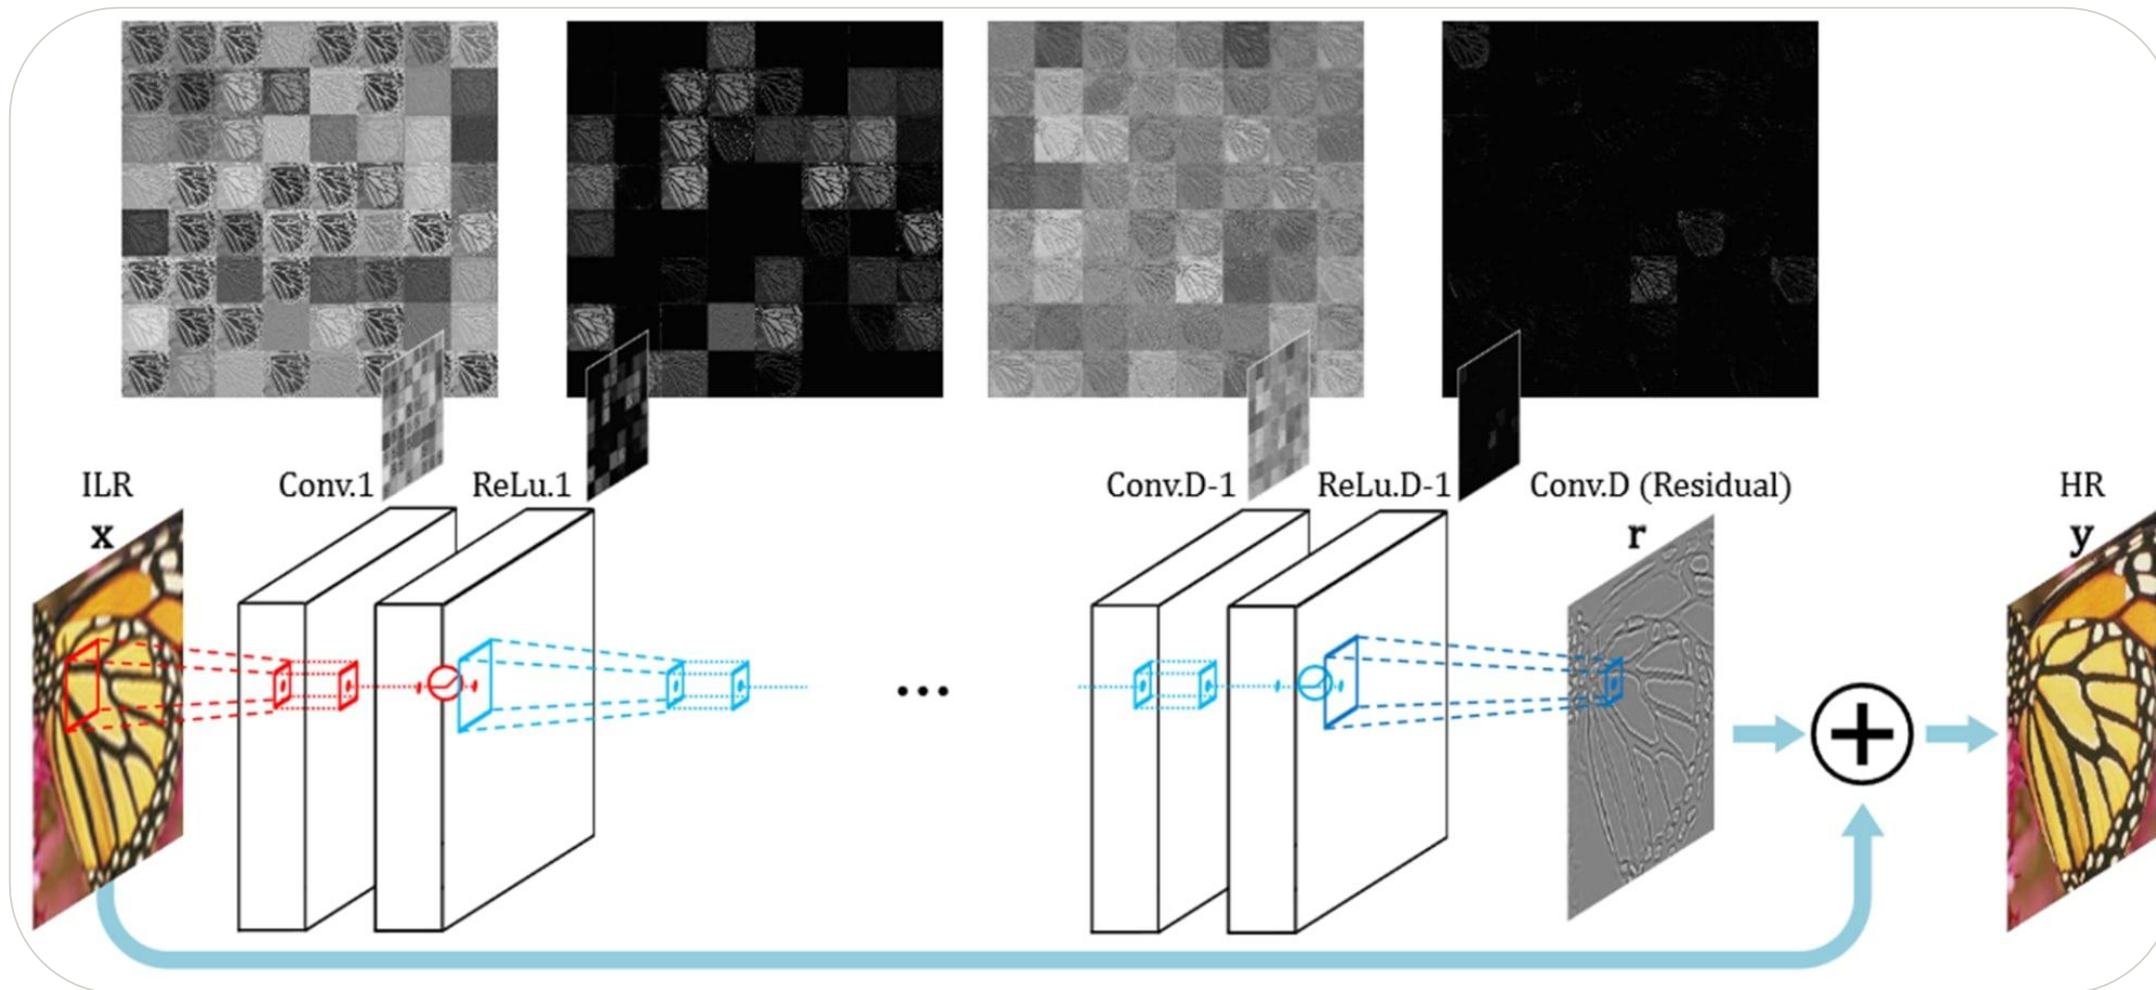 ILR
x
Conv.1
ReLu.1
Conv.D-1
ReLu.D-1
Conv.D (Residual)
r
HR
y